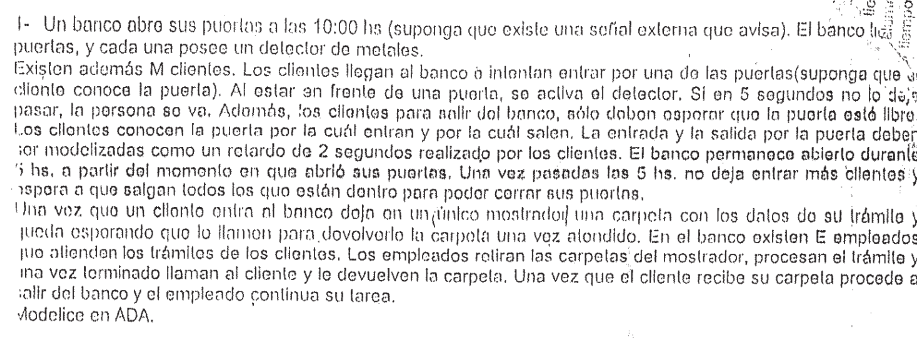 1- Un banco abre sus puertas a las 10:00 hs (suponga que existe una señal externa que avisa). El banco
puertas, y cada una posee un detector de metales.
Existen además M clientes. Los clientes llegan al banco e intentan entrar por una de las puertas(suponga que
cliente conoce la puerta). Al estar en frente de una puerta, se activa el detector. Si en 5 segundos no lo deja
pasar, la persona se va. Además, los clientes para salir del banco, sólo deben esperar que la puerta esté libre
Los clientes conocen la puerta por la cuál entran y por la cuál salen. La entrada y la salida por la puerta deben
ser modelizadas como un retardo de 2 segundos realizado por los clientes. El banco permanece abierto durante
5 hs, a partir del momento en que abrió sus puertas. Una vez pasadas las 5 hs. no deja entrar más clientes y
espera a que salgan todos los que están dentro para poder cerrar sus puertas.
Una vez que un cliente entra al banco deja en un único mostrador una carpeta con los datos de su trámite y
queda esperando que lo llamen para devolverle la carpeta una vez atendido. En el banco existen E empleados
que atienden los trámites de los clientes. Los empleados retiran las carpetas del mostrador, procesan el trámite y
una vez terminado llaman al cliente y le devuelven la carpeta. Una vez que el cliente recibe su carpeta procede a
salir del banco y el empleado continua su tarea.
Modelice en ADA.
tiempo